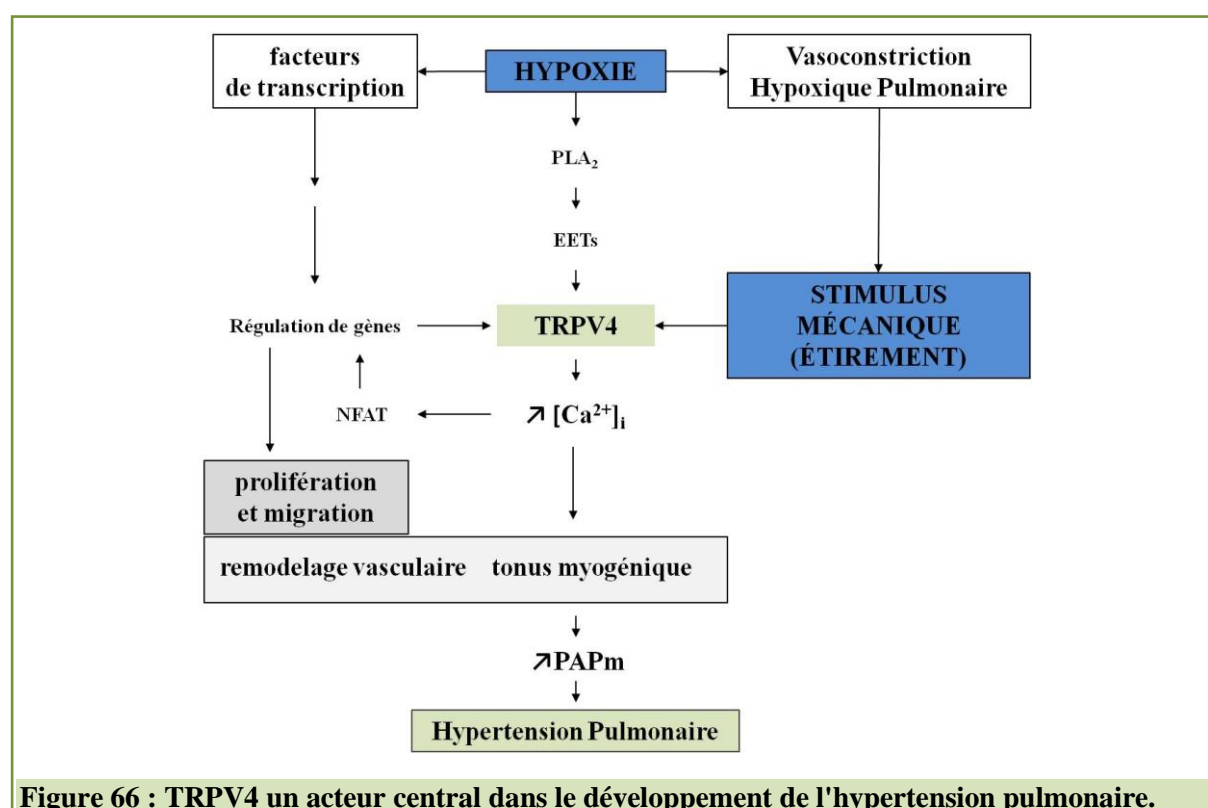 facteurs
de transcription
HYPOXIE
Vasoconstriction
Hypoxique Pulmonaire
PLA₂
EETs
Régulation de gènes
TRPV4
STIMULUS
MÉCANIQUE
(ÉTIREMENT)
NFAT
↗ [Ca²⁺]ᵢ
prolifération
et migration
remodelage vasculaire tonus myogénique
↗PAPm
Hypertension Pulmonaire
Figure 66 : TRPV4 un acteur central dans le développement de l'hypertension pulmonaire.